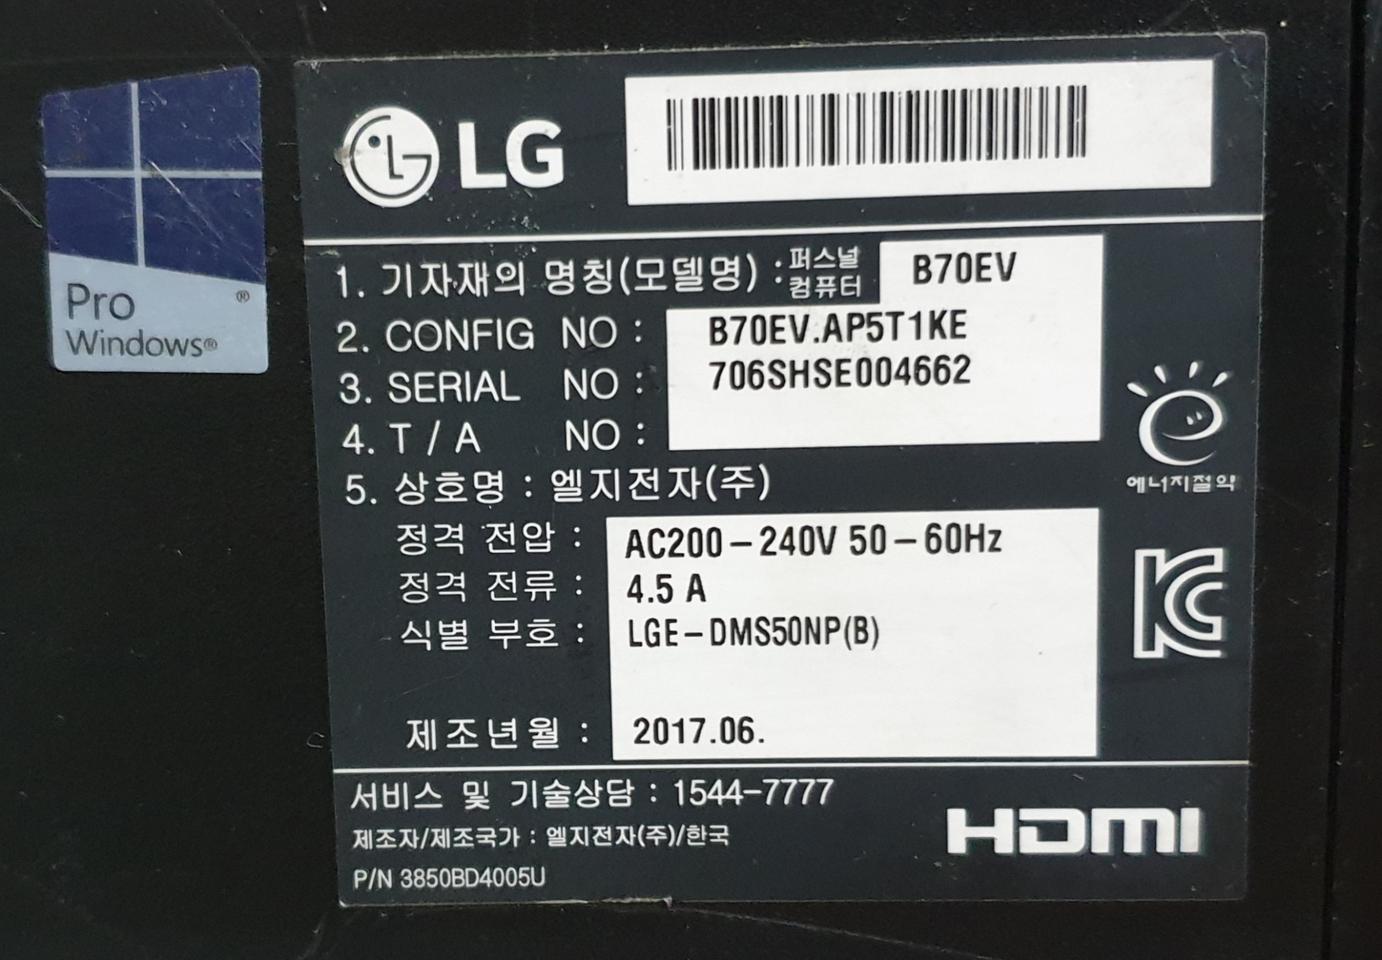 Pro
Windows®
LG
1. 기자재의 명칭(모델명) : 퍼스널 컴퓨터 B70EV
2. CONFIG NO : B70EV.AP5T1KE
3. SERIAL NO : 706SHSE004662
4. T / A NO :
5. 상호명 : 엘지전자(주)
정격 전압 : AC200-240V 50-60Hz
정격 전류 : 4.5 A
식별 부호 : LGE-DMS50NP(B)
제조년월 : 2017.06.
에너지절약
서비스 및 기술상담 : 1544-7777
제조자/제조국가 : 엘지전자(주)/한국
P/N 3850BD4005U
HDMI